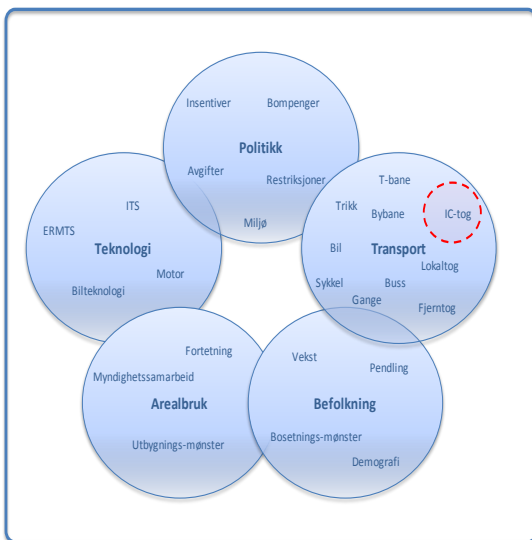 Insentiver
Bompenger
Politikk
Avgifter
Restriksjoner
Miljø
T-bane
Trikk
Bybane
IC-tog
Bil
Transport
Lokaltog
Sykkel
Buss
Gange
Fjerntog
ITS
ERMTS
Teknologi
Motor
Bilteknologi
Fortetning
Myndighetssamarbeid
Arealbruk
Utbygnings-mønster
Vekst
Pendling
Befolkning
Bosetnings-mønster
Demografi